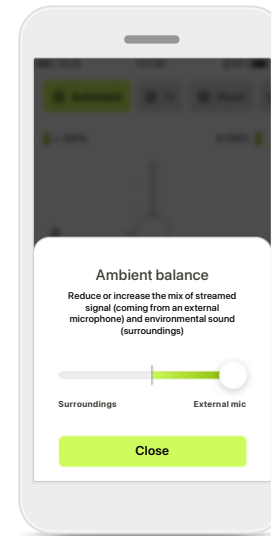 Ambient balance
Reduce or increase the mix of streamed
signal (coming from an external
microphone) and environmental sound
(surroundings)
Surroundings
External mic
Close